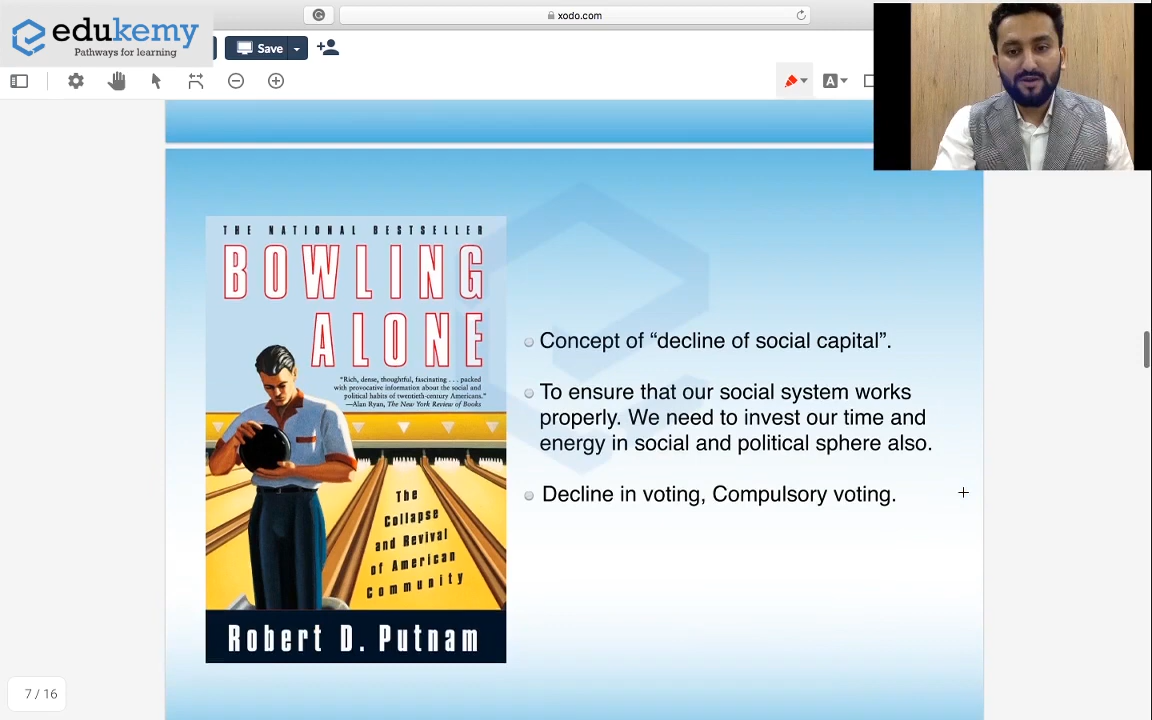 edukemy
Pathways for learning
xodo.com
Save
A
THE NATIONAL BESTSELLER
BOWLING
ALONE
“Rich, dense, thoughtful, fascinating . . . packed
with provocative information about the social and
political habits of twentieth-century Americans.”
—Alan Ryan, The New York Review of Books
The
Collapse
and Revival
of American
Community
Robert D. Putnam
Concept of “decline of social capital”.
To ensure that our social system works
properly. We need to invest our time and
energy in social and political sphere also.
Decline in voting, Compulsory voting.
7 / 16